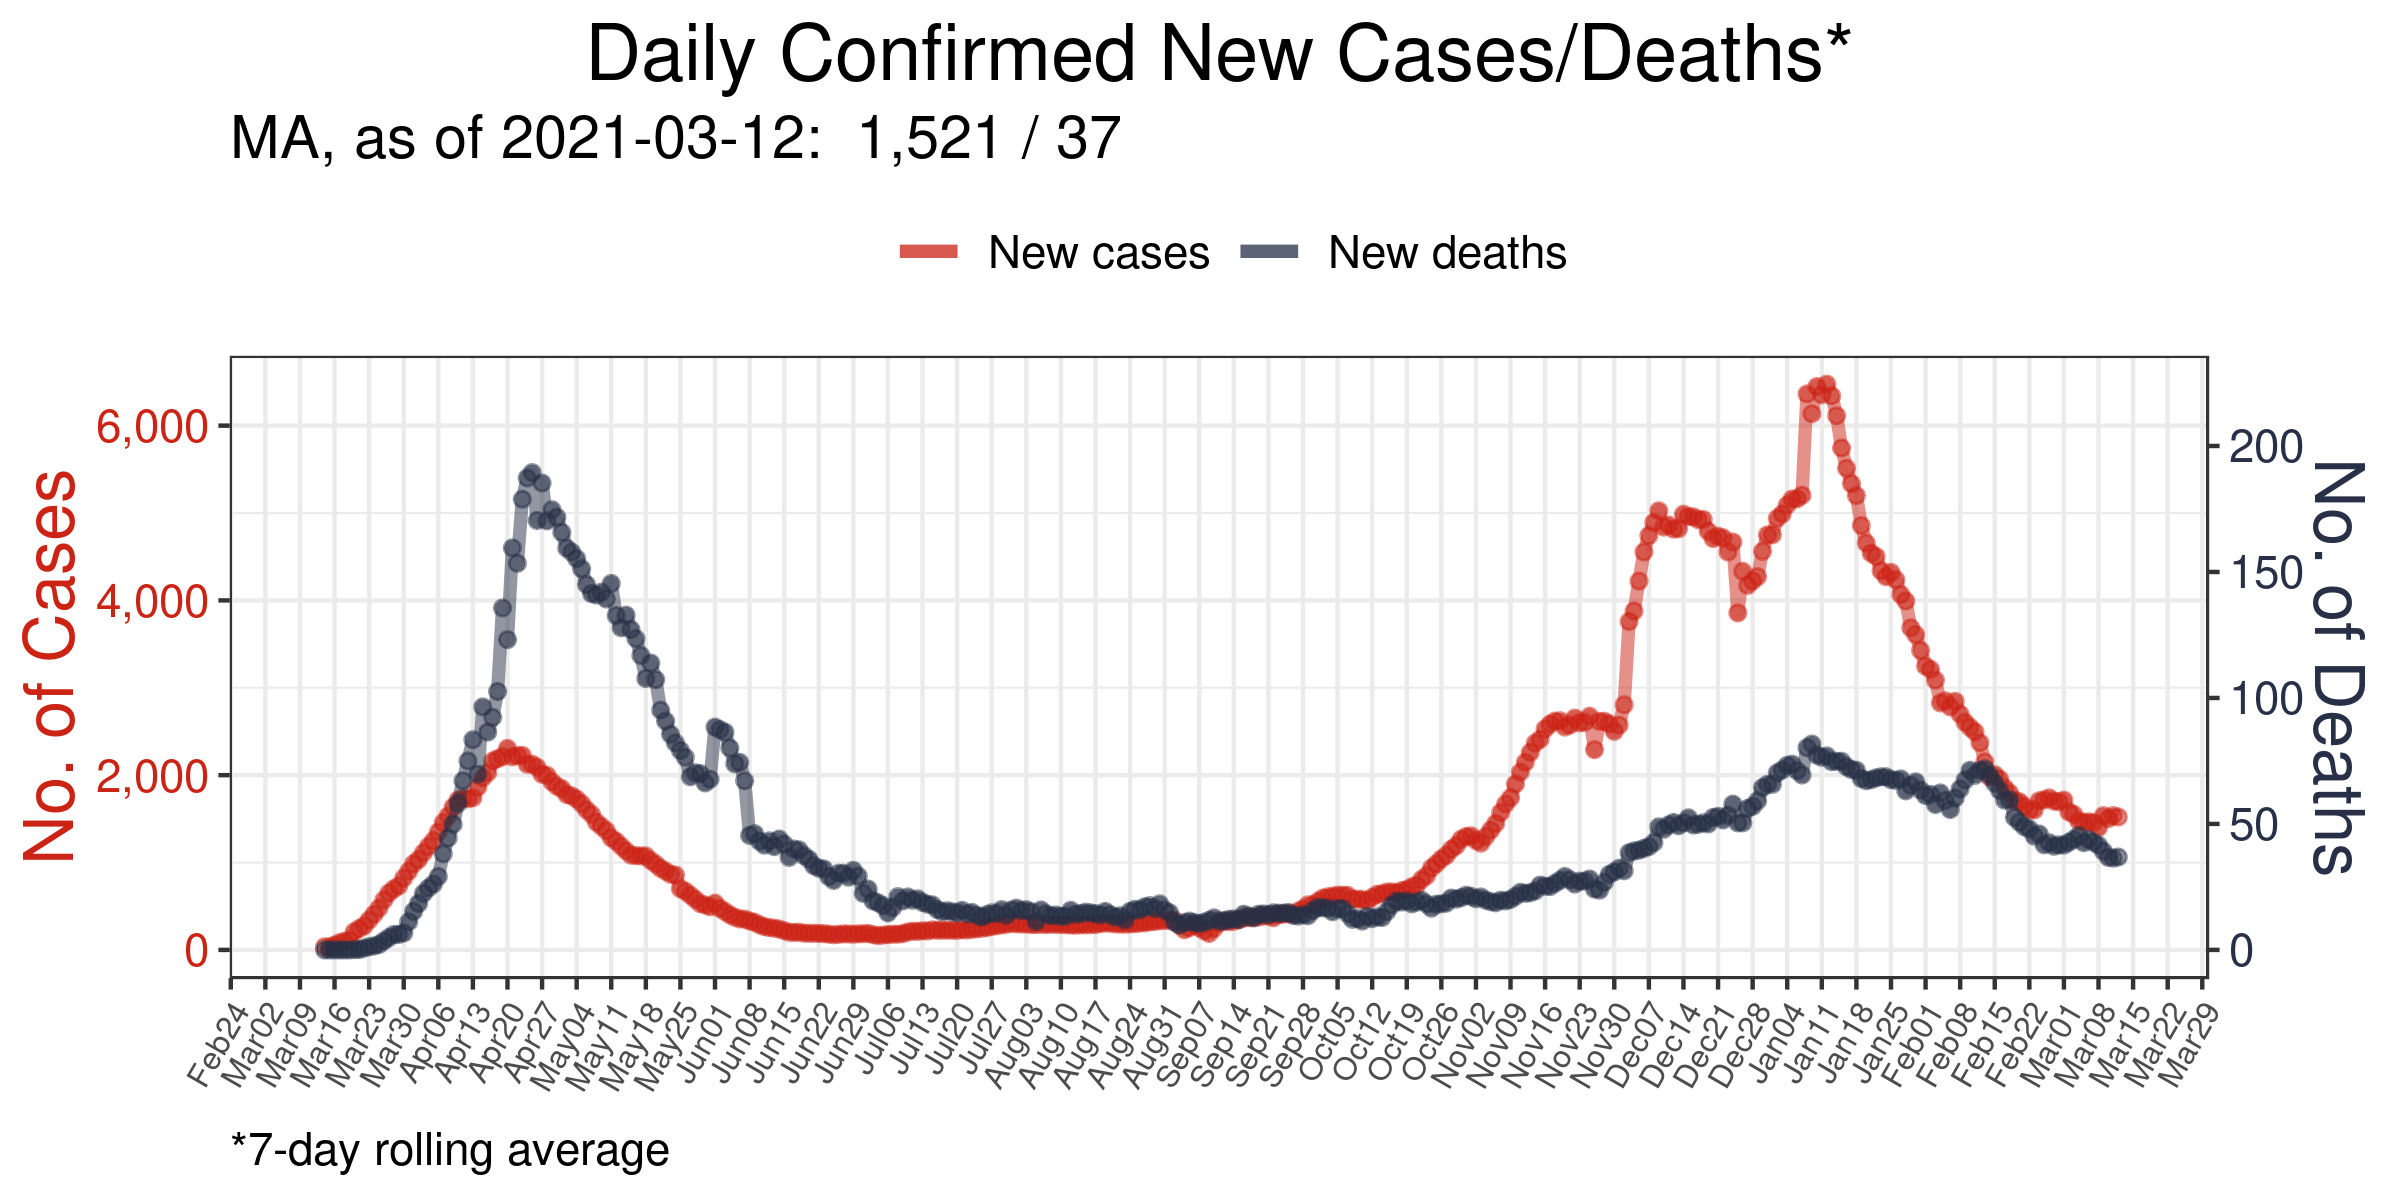 Daily Confirmed New Cases/Deaths*
MA, as of 2021-03-12:  1,521 / 37
New cases
New deaths
No. of Cases
6,000
4,000
2,000
0
200
150
100
50
0
No. of Deaths
Feb24
Mar02
Mar09
Mar16
Mar23
Mar30
Apr06
Apr13
Apr20
Apr27
May04
May11
May18
May25
Jun01
Jun08
Jun15
Jun22
Jun29
Jul06
Jul13
Jul20
Jul27
Aug03
Aug10
Aug17
Aug24
Aug31
Sep07
Sep14
Sep21
Sep28
Oct05
Oct12
Oct19
Oct26
Nov02
Nov09
Nov16
Nov23
Nov30
Dec07
Dec14
Dec21
Dec28
Jan04
Jan11
Jan18
Jan25
Feb01
Feb08
Feb15
Feb22
Mar01
Mar08
Mar15
Mar22
Mar29
*7-day rolling average